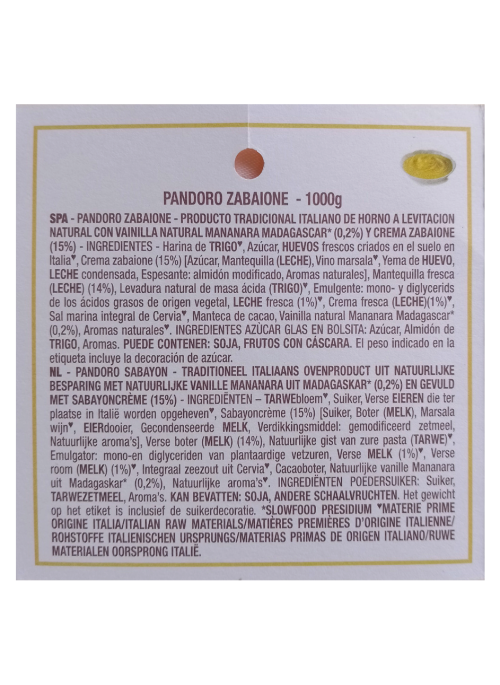 PANDORO ZABAIONE - 1000g
SPA - PANDORO ZABAIONE - PRODUCTO TRADICIONAL ITALIANO DE HORNO A LEVITACION
NATURAL CON VAINILLA NATURAL MANANARA MADAGASCAR* (0,2%) Y CREMA ZABAIONE
(15%) - INGREDIENTES - Harina de TRIGO♥, Azúcar, HUEVOS frescos criados en el suelo en
Italia♥, Crema zabaione (15%) [Azúcar, Mantequilla (LECHE), Vino marsala♥, Yema de HUEVO,
LECHE condensada, Espesante: almidón modificado, Aromas naturales], Mantequilla fresca
(LECHE) (14%), Levadura natural de masa ácida (TRIGO)♥, Emulgente: mono- y diglycerids
de los ácidos grasos de origen vegetal, LECHE fresca (1%)♥, Crema fresca (LECHE)(1%)♥,
Sal marina integral de Cervia♥, Manteca de cacao, Vainilla natural Mananara Madagascar*
(0,2%), Aromas naturales♥. INGREDIENTES AZÙCAR GLAS EN BOLSITA: Azúcar, Almidón de
TRIGO, Aromas. PUEDE CONTENER: SOJA, FRUTOS CON CÁSCARA. El peso indicado en la
etiqueta incluye la decoración de azúcar.
NL - PANDORO SABAYON - TRADITIONEEL ITALIAANS OVENPRODUCT UIT NATUURLIJKE
BESPARING MET NATUURLIJKE VANILLE MANANARA UIT MADAGASKAR* (0,2%) EN GEVULD
MET SABAYONCRÈME (15%) - INGREDIËNTEN – TARWEbloem♥, Suiker, Verse EIEREN die ter
plaatse in Italië worden opgeheven♥, Sabayoncrème (15%) [Suiker, Boter (MELK), Marsala
wijn♥, EIERdooier, Gecondenseerde MELK, Verdikkingsmiddel: gemodificeerd zetmeel,
Natuurlijke aroma's], Verse boter (MELK) (14%), Natuurlijke gist van zure pasta (TARWE)♥,
Emulgator: mono-en diglyceriden van plantaardige vetzuren, Verse MELK (1%)♥, Verse
room (MELK) (1%)♥, Integraal zeezout uit Cervia♥, Cacaoboter, Natuurlijke vanille Mananara
uit Madagaskar* (0,2%), Natuurlijke aroma's♥. INGREDIËNTEN POEDERSUIKER: Suiker,
TARWEZETMEEL, Aroma's. KAN BEVATTEN: SOJA, ANDERE SCHAALVRUCHTEN. Het gewicht
op het etiket is inclusief de suikerdecoratie. *SLOWFOOD PRESIDIUM ♥MATERIE PRIME
ORIGINE ITALIA/ITALIAN RAW MATERIALS/MATIÈRES PREMIÈRES D'ORIGINE ITALIENNE/
ROHSTOFFE ITALIENISCHEN URSPRUNGS/MATERIAS PRIMAS DE ORIGEN ITALIANO/RUWE
MATERIALEN OORSPRONG ITALIË.